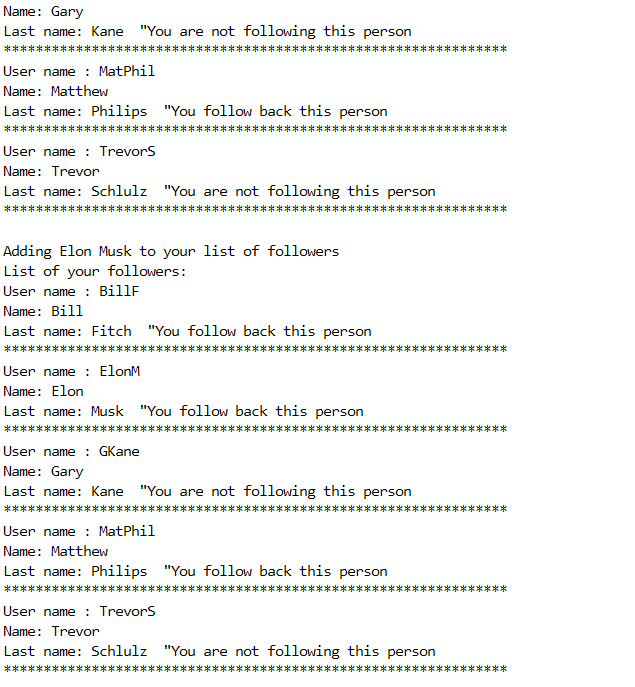 Name: Gary
Last name: Kane  "You are not following this person
***************************************************************
User name : MatPhil
Name: Matthew
Last name: Philips  "You follow back this person
***************************************************************
User name : TrevorS
Name: Trevor
Last name: Schlulz  "You are not following this person
***************************************************************

Adding Elon Musk to your list of followers
List of your followers:
User name : BillF
Name: Bill
Last name: Fitch  "You follow back this person
***************************************************************
User name : ElonM
Name: Elon
Last name: Musk  "You follow back this person
***************************************************************
User name : GKane
Name: Gary
Last name: Kane  "You are not following this person
***************************************************************
User name : MatPhil
Name: Matthew
Last name: Philips  "You follow back this person
***************************************************************
User name : TrevorS
Name: Trevor
Last name: Schlulz  "You are not following this person
***************************************************************